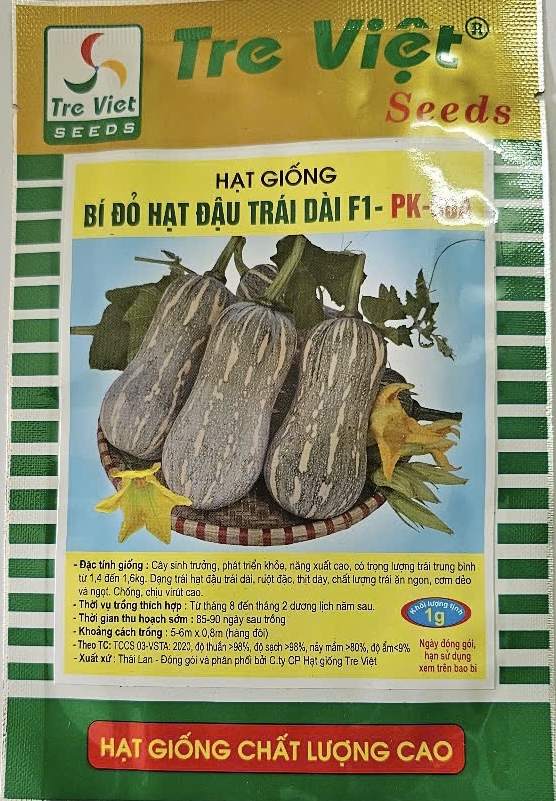 Tre Việt®
Seeds
Tre Viet
SEEDS
HẠT GIỐNG
BÍ ĐỎ HẠT ĐẬU TRÁI DÀI F1-
- Đặc tính giống : Cây sinh trưởng, phát triển khỏe, năng xuất cao, có trọng lượng trái trung bình
từ 1,4 đến 1,6kg. Dạng trái hạt đậu trái dài, ruột đặc, thịt dày, chất lượng trái ăn ngon, cơm dẻo
và ngọt. Chống, chịu virút cao.
- Thời vụ trồng thích hợp : Từ tháng 8 đến tháng 2 dương lịch năm sau.
- Thời gian thu hoạch sớm : 85-90 ngày sau trồng
- Khoảng cách trồng : 5-6m x 0,8m (hàng đôi)
- Theo TC: TCCS 03-VSTA: 2020, độ thuần >98%, độ sạch >98%, nảy mầm >80%, độ ẩm<9%
- Xuất xứ : Thái Lan - Đóng gói và phân phối bởi C.ty CP Hạt giống Tre Việt
Khối lượng tịnh
1g
Ngày đóng gói,
hạn sử dụng
xem trên bao bì
HẠT GIỐNG CHẤT LƯỢNG CAO